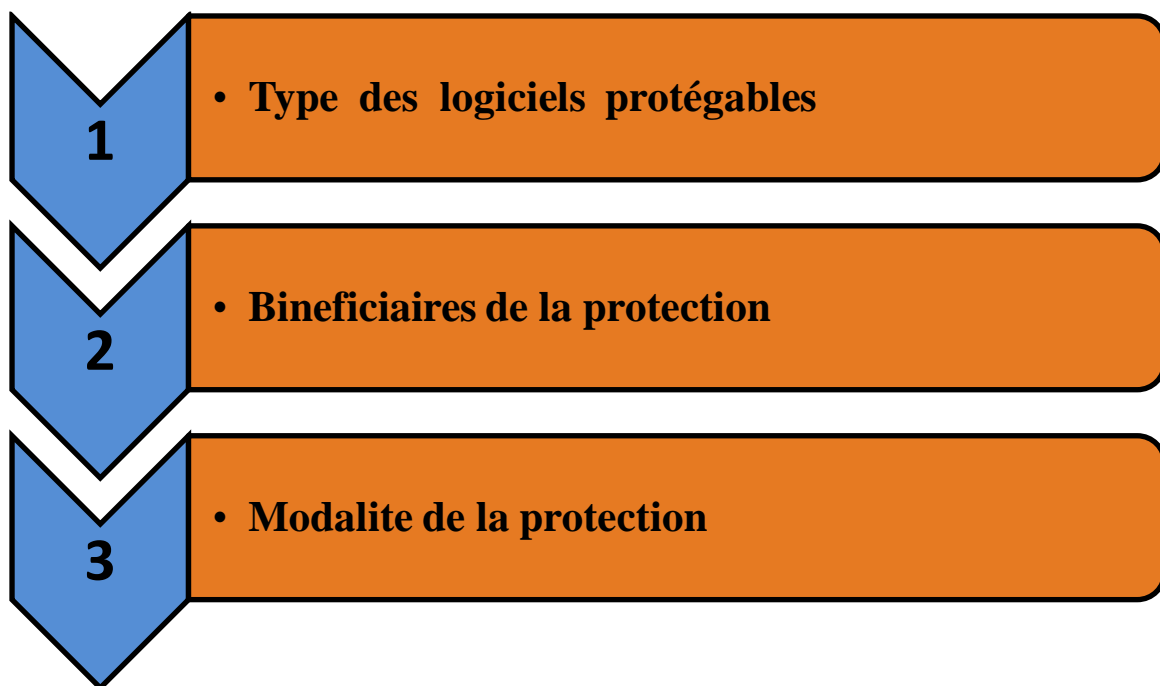 1
• Type des logiciels protégables
2
• Bineficiaires de la protection
3
• Modalite de la protection